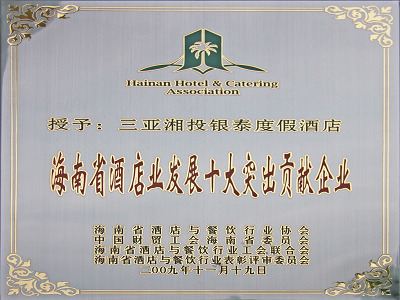 Hainan Hotel & Catering
Association
授予：三亚湘投银泰度假酒店
海南省酒店业发展十大突出贡献企业
海南省酒店与餐饮行业协会
中国财贸工会海南省委员会
海南省酒店与餐饮行业工会联合会
海南省酒店与餐饮行业表彰评审委员会
二00九年十一月十九日